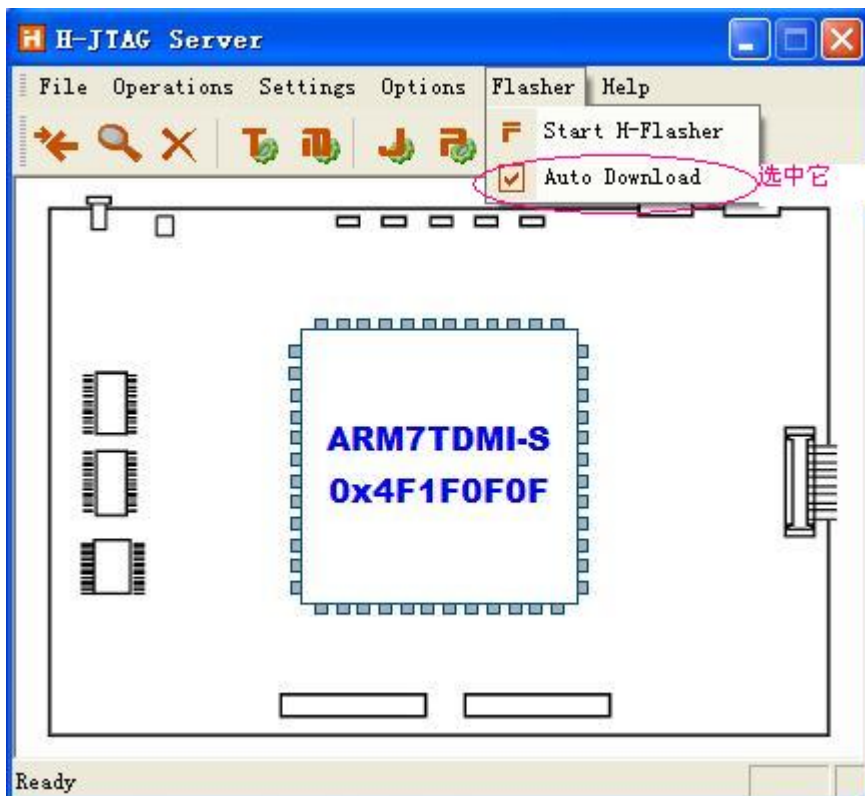 H-JTAG Server
File Operations Settings Options Flasher Help
Start H-Flasher
Auto Download 选中它
ARM7TDMI-S
0x4F1F0F0F
Ready